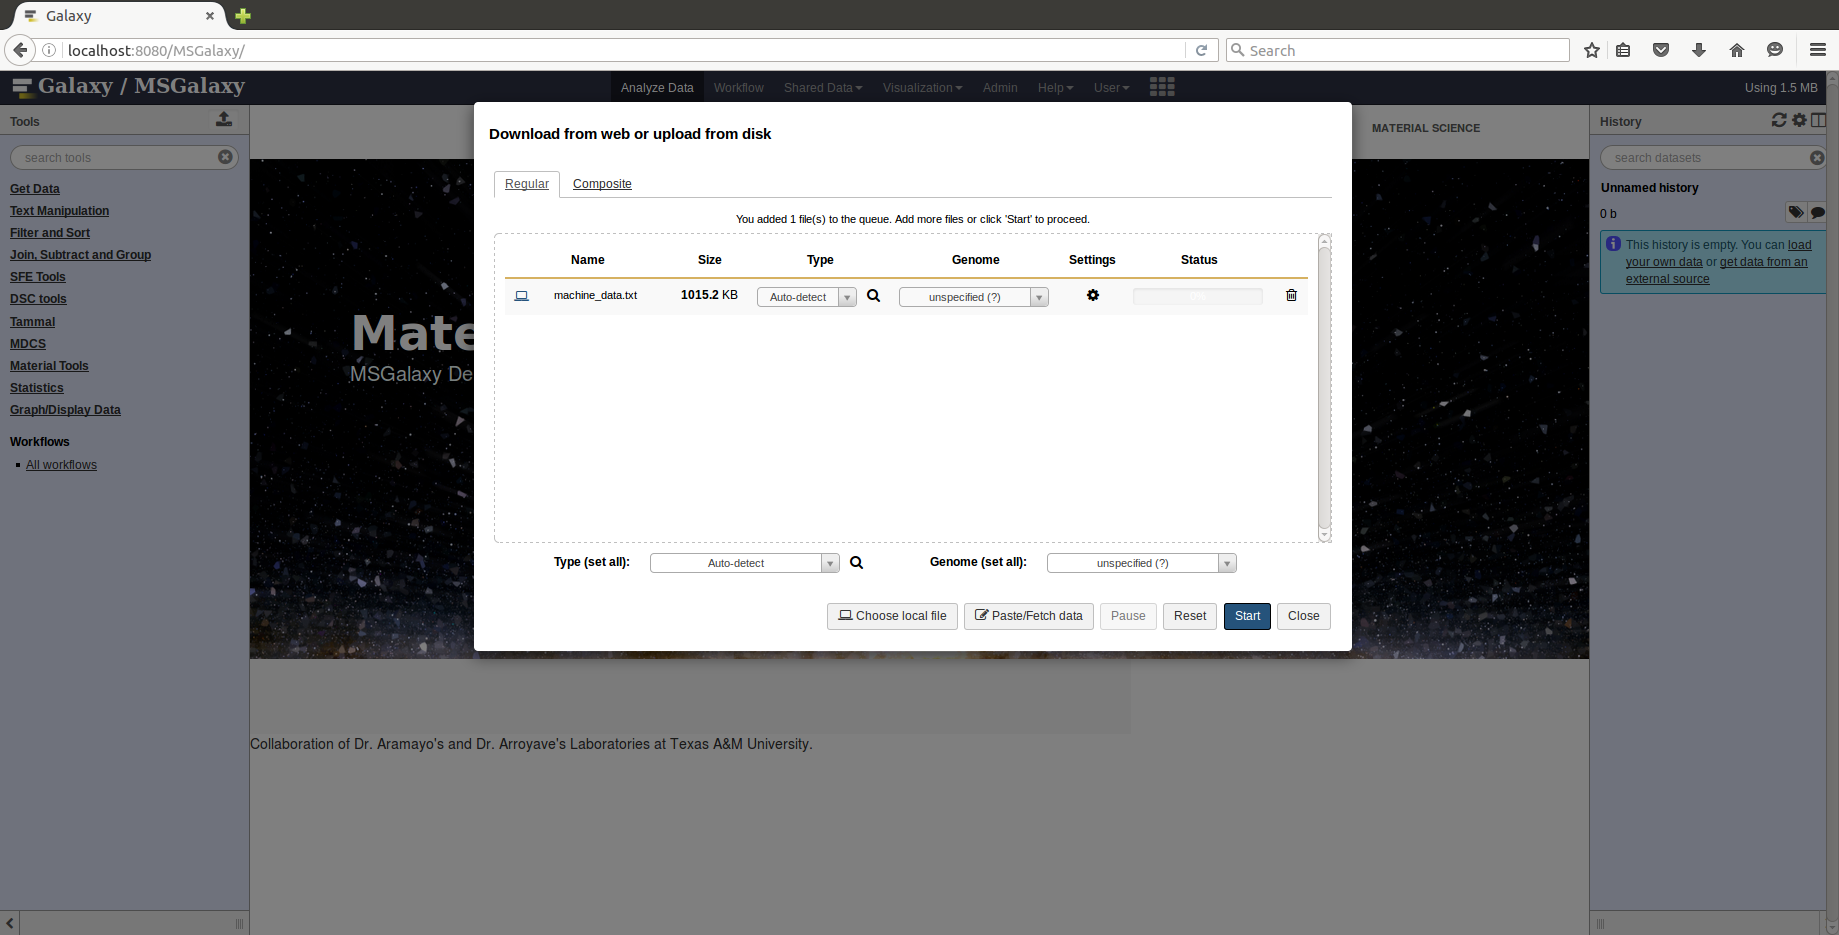 Galaxy
localhost:8080/MSGalaxy/
Search
Galaxy / MSGalaxy
Analyze Data
Workflow
Shared Data
Visualization
Admin
Help
User
Using 1.5 MB
Tools
search tools
Get Data
Text Manipulation
Filter and Sort
Join, Subtract and Group
SFE Tools
DSC tools
Tammal
MDCS
Material Tools
Statistics
Graph/Display Data
Workflows
All workflows
MATERIAL SCIENCE
Mate
MSGalaxy De
Download from web or upload from disk
Regular
Composite
You added 1 file(s) to the queue. Add more files or click 'Start' to proceed.
Name Size Type Genome Settings Status
machine_data.txt 1015.2 KB Auto-detect unspecified (?) 0%
Type (set all): Auto-detect Genome (set all): unspecified (?)
Choose local file
Paste/Fetch data
Pause
Reset
Start
Close
Collaboration of Dr. Aramayo's and Dr. Arroyave's Laboratories at Texas A&M University.
History
search datasets
Unnamed history
0 b
This history is empty. You can load
your own data or get data from an
external source